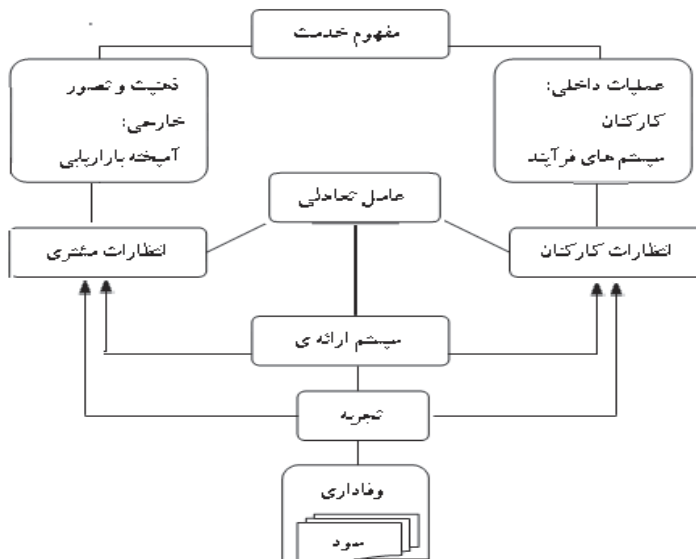 مفهوم خدمت
عملیات داخلی:
کارکنان
سیستم های فرآیند
ذهنیت و تصور
خارجی:
آمیخته بازاریابی
عامل تعادلی
انتظارات کارکنان
انتظارات مشتری
سیستم ارائه ی
تجربه
وفاداری
سود